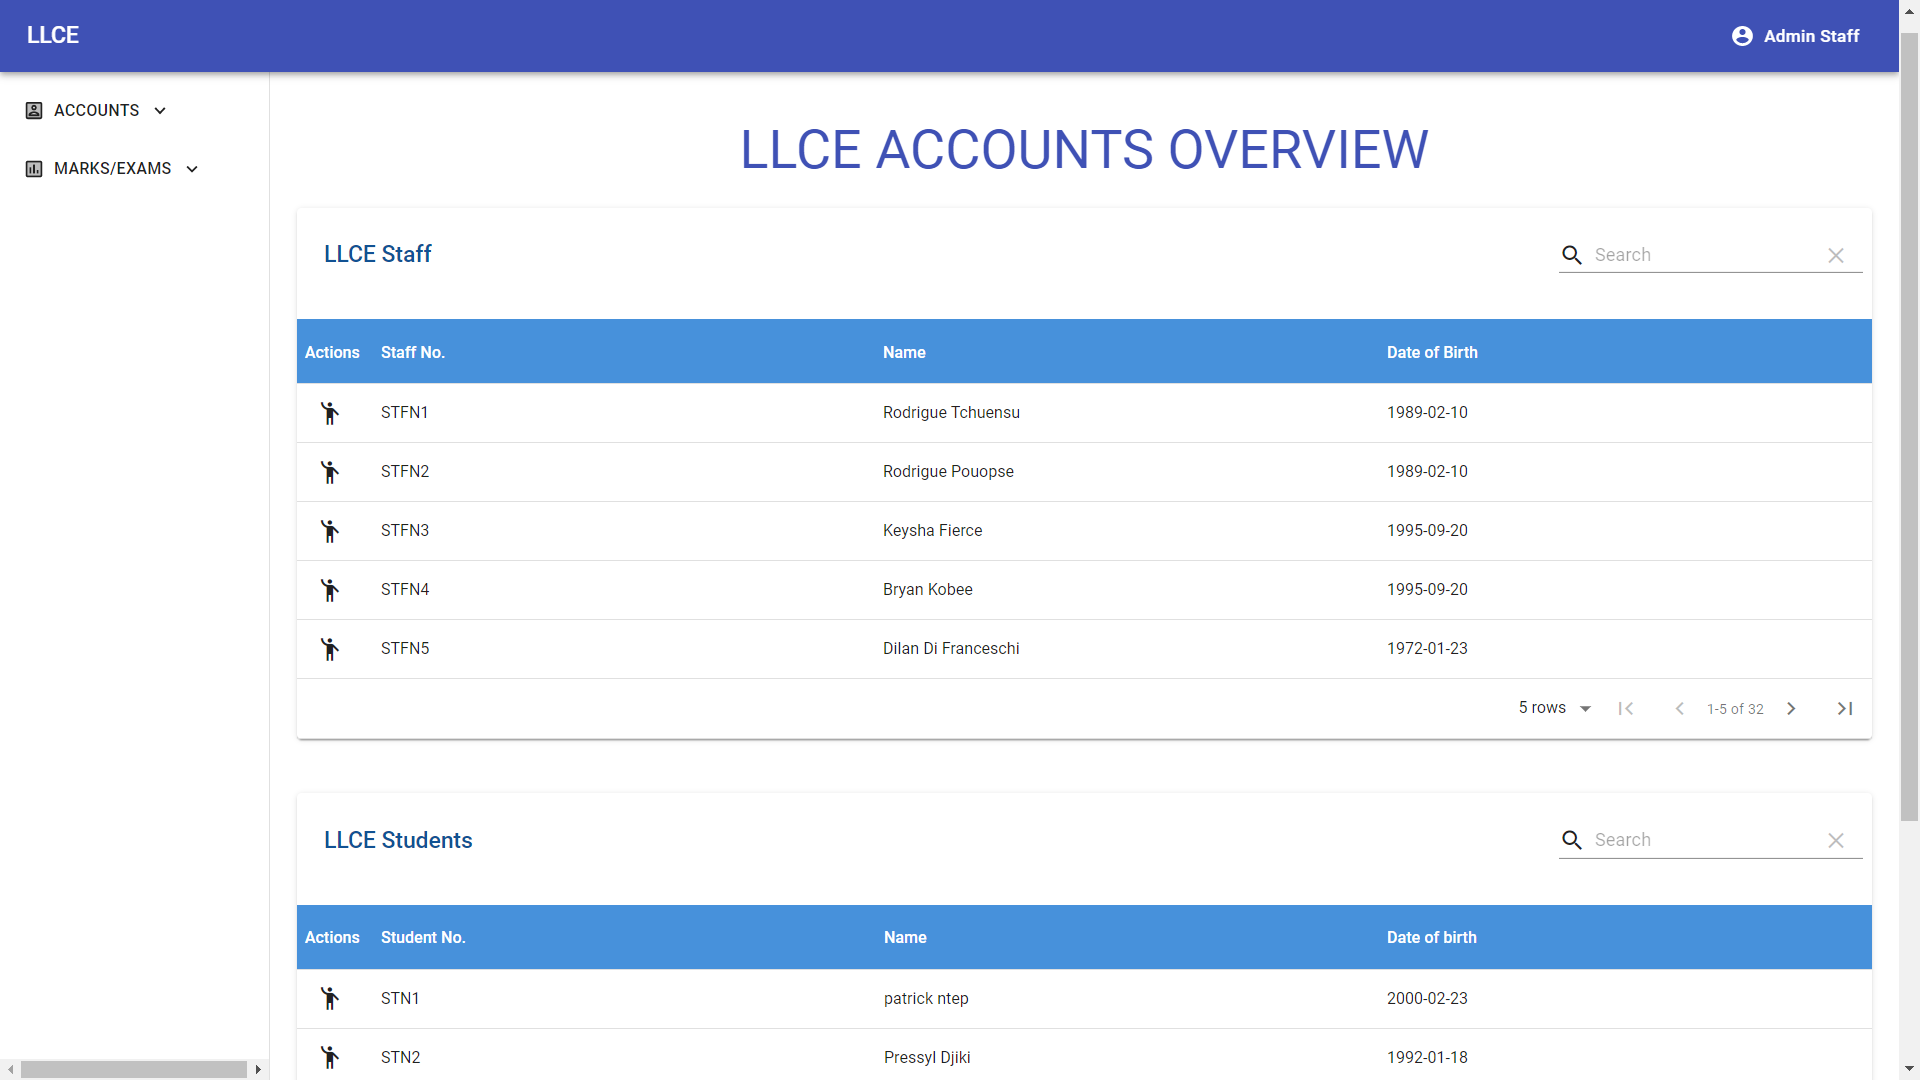 LLCE
Admin Staff
ACCOUNTS
MARKS/EXAMS
LLCE ACCOUNTS OVERVIEW
LLCE Staff
Search
Actions Staff No. Name Date of Birth
STFN1 Rodrigue Tchuensu 1989-02-10
STFN2 Rodrigue Pouopse 1989-02-10
STFN3 Keysha Fierce 1995-09-20
STFN4 Bryan Kobee 1995-09-20
STFN5 Dilan Di Franceschi 1972-01-23
5 rows 1-5 of 32
LLCE Students
Search
Actions Student No. Name Date of birth
STN1 patrick ntep 2000-02-23
STN2 Pressyl Djiki 1992-01-18